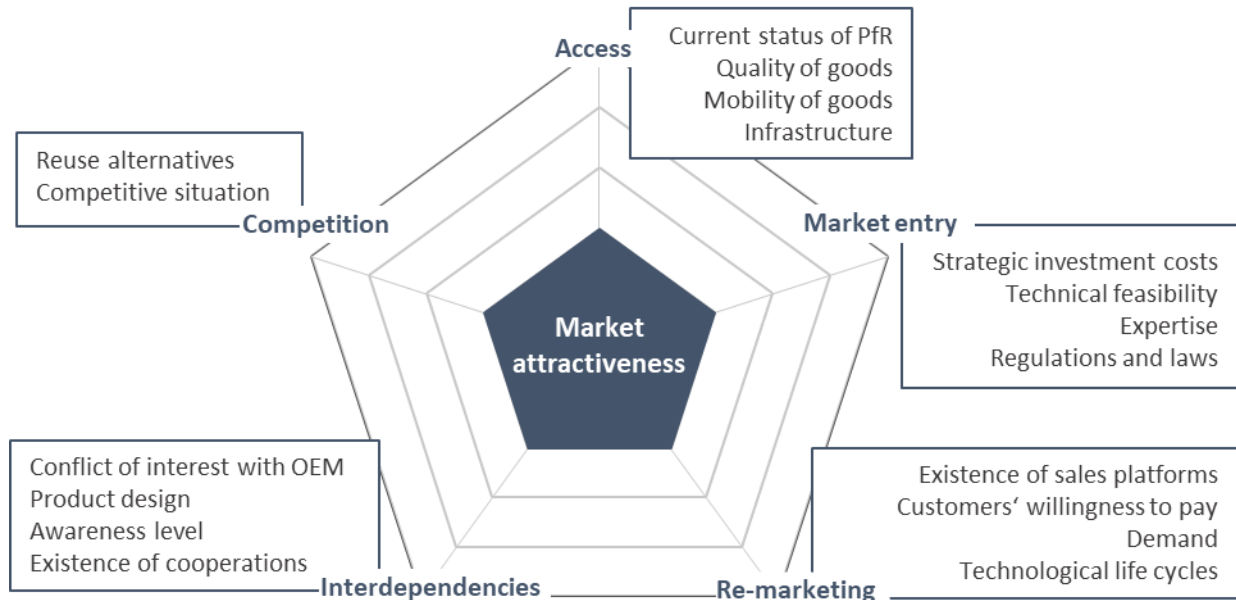 Access
Current status of PfR
Quality of goods
Mobility of goods
Infrastructure
Reuse alternatives
Competitive situation
Competition
Market entry
Strategic investment costs
Technical feasibility
Expertise
Regulations and laws
Market
attractiveness
Conflict of interest with OEM
Product design
Awareness level
Existence of cooperations
Interdependencies
Existence of sales platforms
Customers‘ willingness to pay
Demand
Technological life cycles
Re-marketing